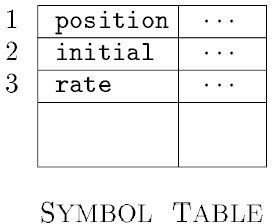 1 position ...
2 initial ...
3 rate ...
SYMBOL TABLE